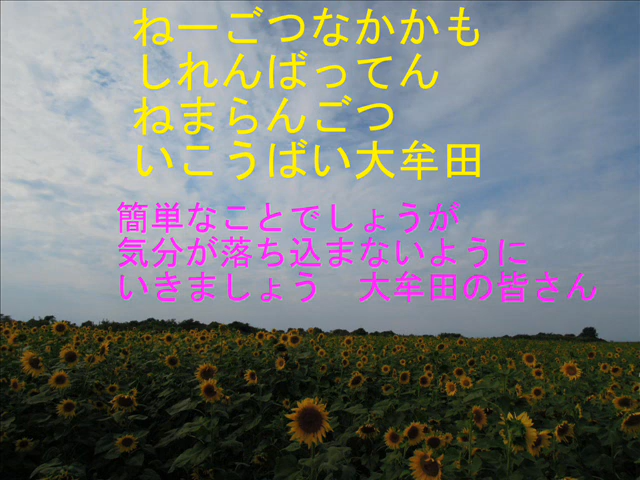 ねーごつなかかも
しれんばってん
ねまらんごつ
いこうばい大牟田
簡単なことでしょうが
気分が落ち込まないように
いきましょう　大牟田の皆さん